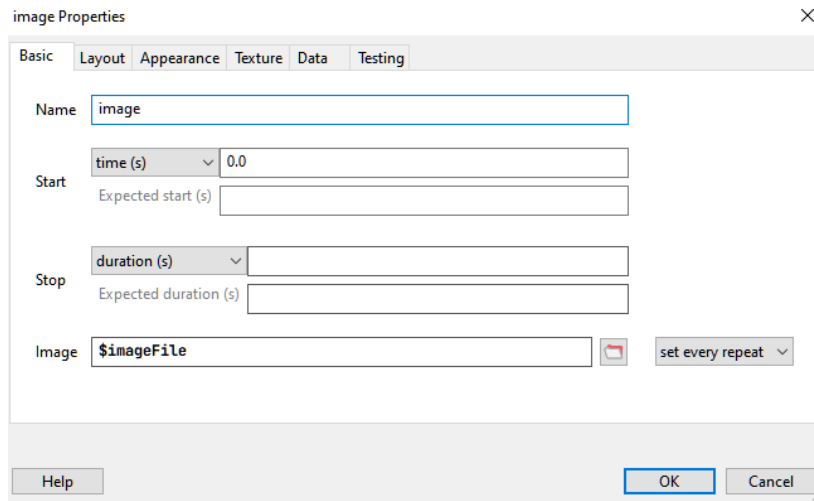 image Properties
Basic Layout Appearance Texture Data Testing
Name image
Start time (s) 0.0
Expected start (s)
Stop duration (s)
Expected duration (s)
Image $imageFile set every repeat
Help OK Cancel